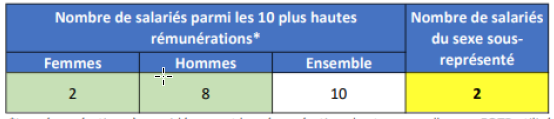 Nombre de salariés parmi les 10 plus hautes rémunérations*
Nombre de salariés du sexe sous-représenté
Femmes Hommes Ensemble
2 8 10 2